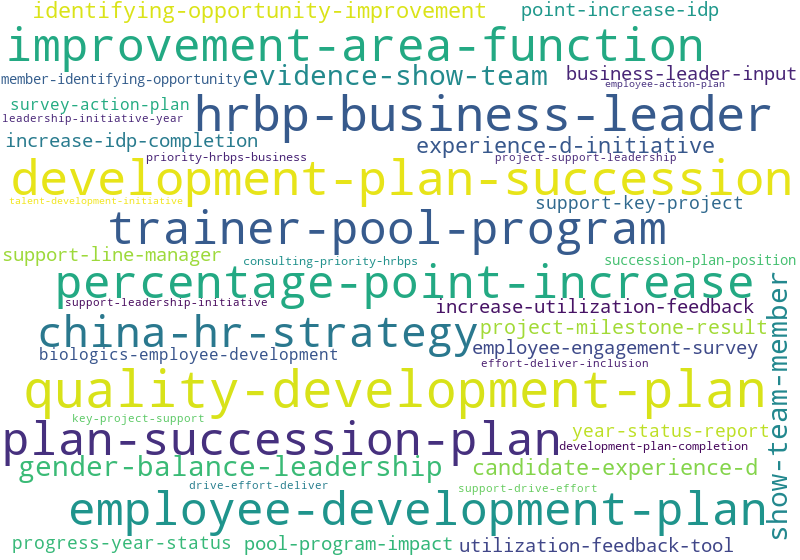 identifying-opportunity-improvement
point-increase-idp
improvement-area-function
member-identifying-opportunity
evidence-show-team
business-leader-input
employee-action-plan
survey-action-plan
hrbp-business-leader
leadership-initiative-year
increase-idp-completion
experience-d-initiative
priority-hrbps-business
project-support-leadership
development-plan-succession
talent-development-initiative
support-key-project
trainer-pool-program
support-line-manager
consulting-priority-hrbps
succession-plan-position
percentage-point-increase
support-leadership-initiative
increase-utilization-feedback
china-hr-strategy
project-milestone-result
biologics-employee-development
employee-engagement-survey
effort-deliver-inclusion
show-team-member
quality-development-plan
key-project-support
plan-succession-plan
year-status-report
development-plan-completion
gender-balance-leadership
candidate-experience-d
drive-effort-deliver
support-drive-effort
employee-development-plan
progress-year-status
pool-program-impact
utilization-feedback-tool